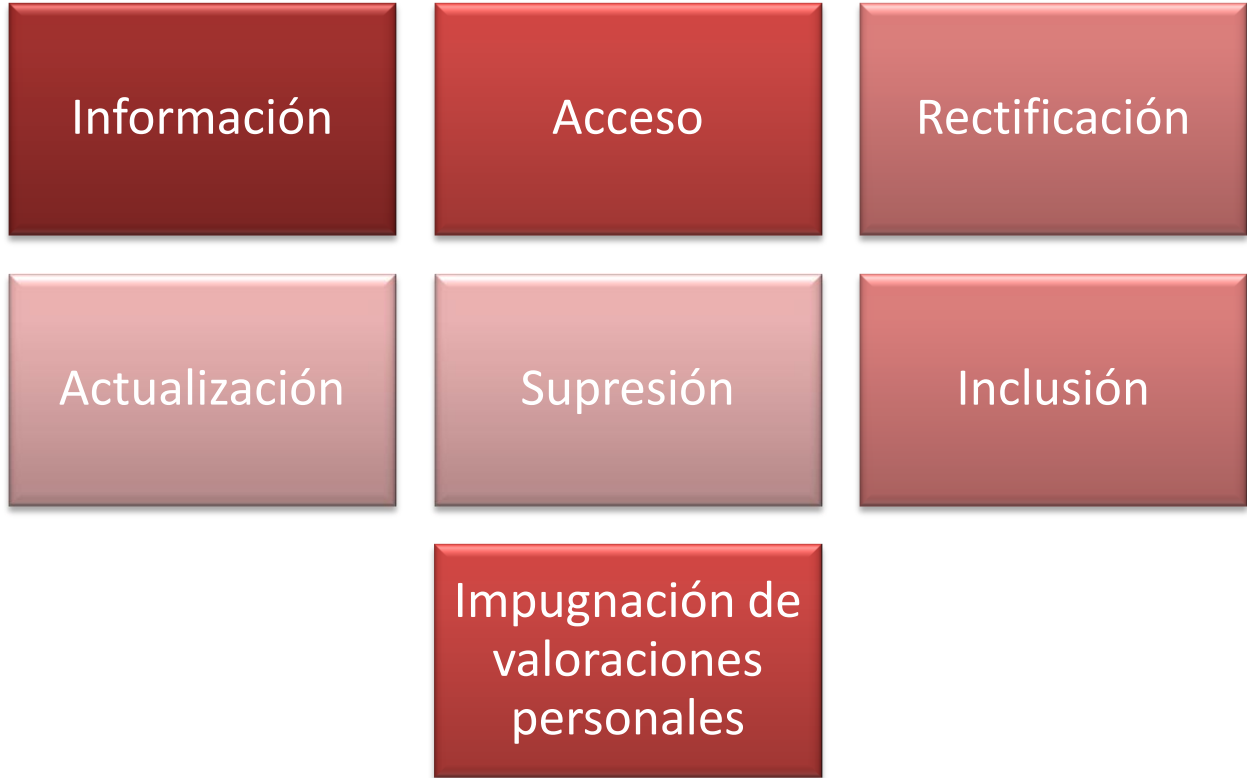 Información
Acceso
Rectificación
Actualización
Supresión
Inclusión
Impugnación de
valoraciones
personales